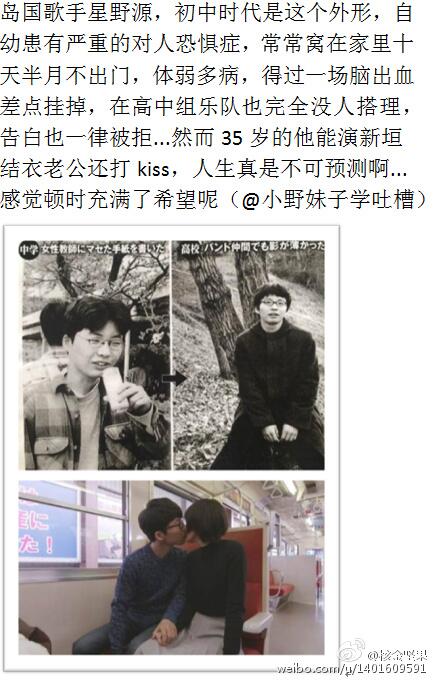 岛国歌手星野源，初中时代是这个外形，自
幼患有严重的对人恐惧症，常常窝在家里十
天半月不出门，体弱多病，得过一场脑出血
差点挂掉，在高中组乐队也完全没人搭理，
告白也一律被拒...然而 35 岁的他能演新垣
结衣老公还打 kiss，人生真是不可预测啊...
感觉顿时充满了希望呢（@小野妹子学吐槽）
中学 女性教師にマセた手紙を書いた
高校 バンド仲間でも影が薄かった
産に
た！
@核金坚果
weibo.com/u/1401609591